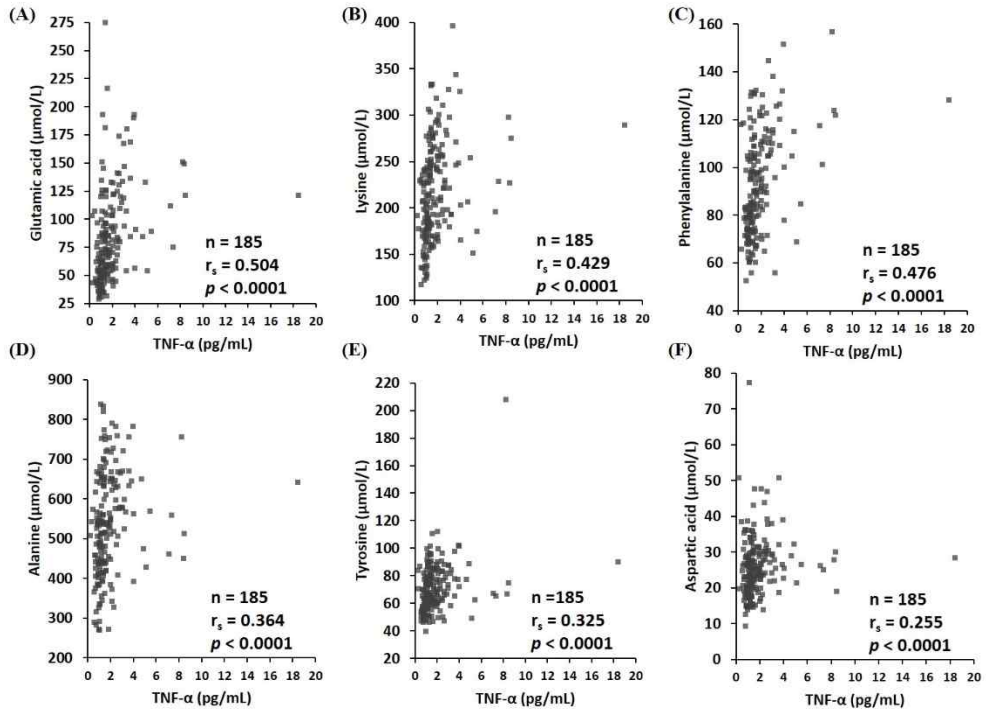 (A)
275
250
225
200
175
150
125
100
75
50
25
Glutamic acid (µmol/L)
n = 185
rs = 0.504
p < 0.0001
0 2 4 6 8 10 12 14 16 18 20
TNF-α (pg/mL)
(B)
400
350
300
250
200
150
100
Lysine (µmol/L)
n = 185
rs = 0.429
p < 0.0001
0 2 4 6 8 10 12 14 16 18 20
TNF-α (pg/mL)
(C)
160
140
120
100
80
60
40
Phenylalanine (µmol/L)
n = 185
rs = 0.476
p < 0.0001
0 2 4 6 8 10 12 14 16 18 20
TNF-α (pg/mL)
(D)
900
800
700
600
500
400
300
200
Alanine (µmol/L)
n = 185
rs = 0.364
p < 0.0001
0 2 4 6 8 10 12 14 16 18 20
TNF-α (pg/mL)
(E)
220
200
180
160
140
120
100
80
60
40
20
Tyrosine (µmol/L)
n =185
rs = 0.325
p < 0.0001
0 2 4 6 8 10 12 14 16 18 20
TNF-α (pg/mL)
(F)
80
70
60
50
40
30
20
10
0
Aspartic acid (µmol/L)
n = 185
rs = 0.255
p < 0.0001
0 2 4 6 8 10 12 14 16 18 20
TNF-α (pg/mL)